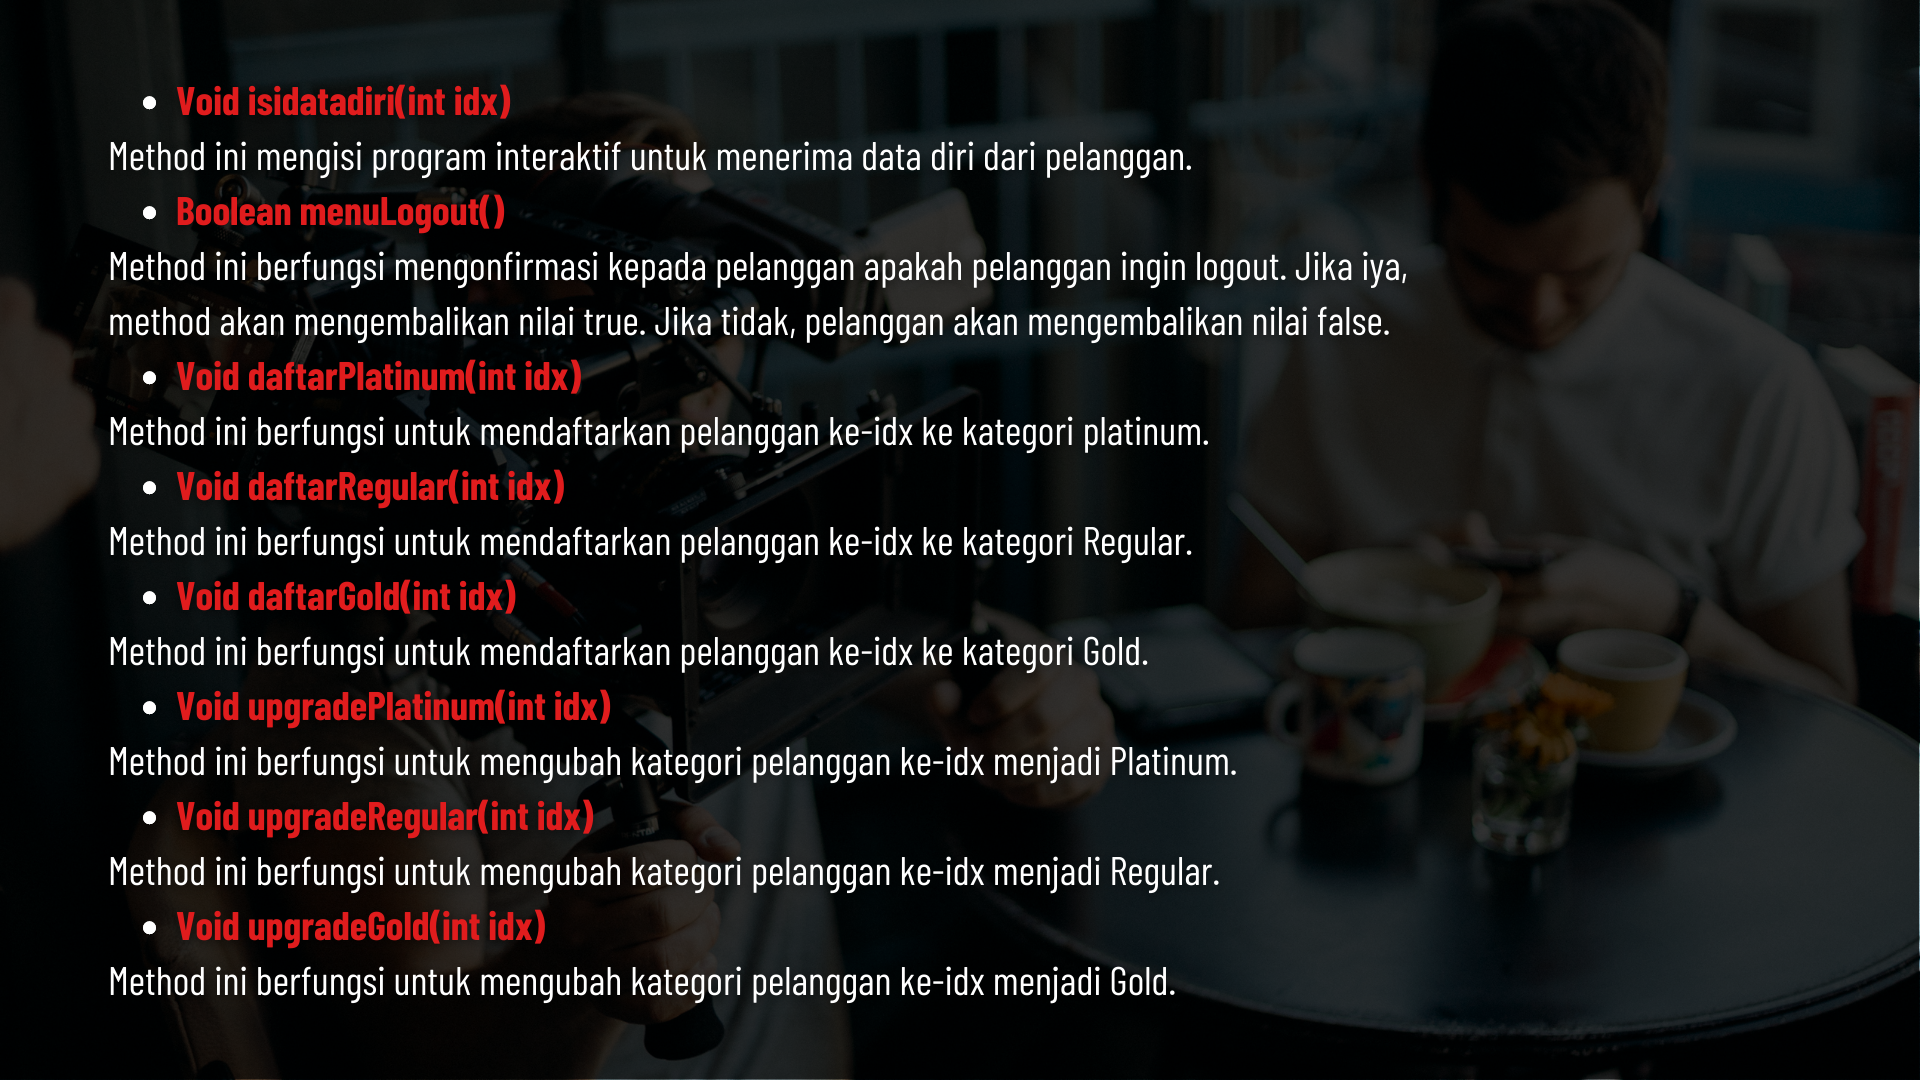 • Void isidatadiri(int idx)
Method ini mengisi program interaktif untuk menerima data diri dari pelanggan.
• Boolean menuLogout()
Method ini berfungsi mengonfirmasi kepada pelanggan apakah pelanggan ingin logout. Jika iya,
method akan mengembalikan nilai true. Jika tidak, pelanggan akan mengembalikan nilai false.
• Void daftarPlatinum(int idx)
Method ini berfungsi untuk mendaftarkan pelanggan ke-idx ke kategori platinum.
• Void daftarRegular(int idx)
Method ini berfungsi untuk mendaftarkan pelanggan ke-idx ke kategori Regular.
• Void daftarGold(int idx)
Method ini berfungsi untuk mendaftarkan pelanggan ke-idx ke kategori Gold.
• Void upgradePlatinum(int idx)
Method ini berfungsi untuk mengubah kategori pelanggan ke-idx menjadi Platinum.
• Void upgradeRegular(int idx)
Method ini berfungsi untuk mengubah kategori pelanggan ke-idx menjadi Regular.
• Void upgradeGold(int idx)
Method ini berfungsi untuk mengubah kategori pelanggan ke-idx menjadi Gold.